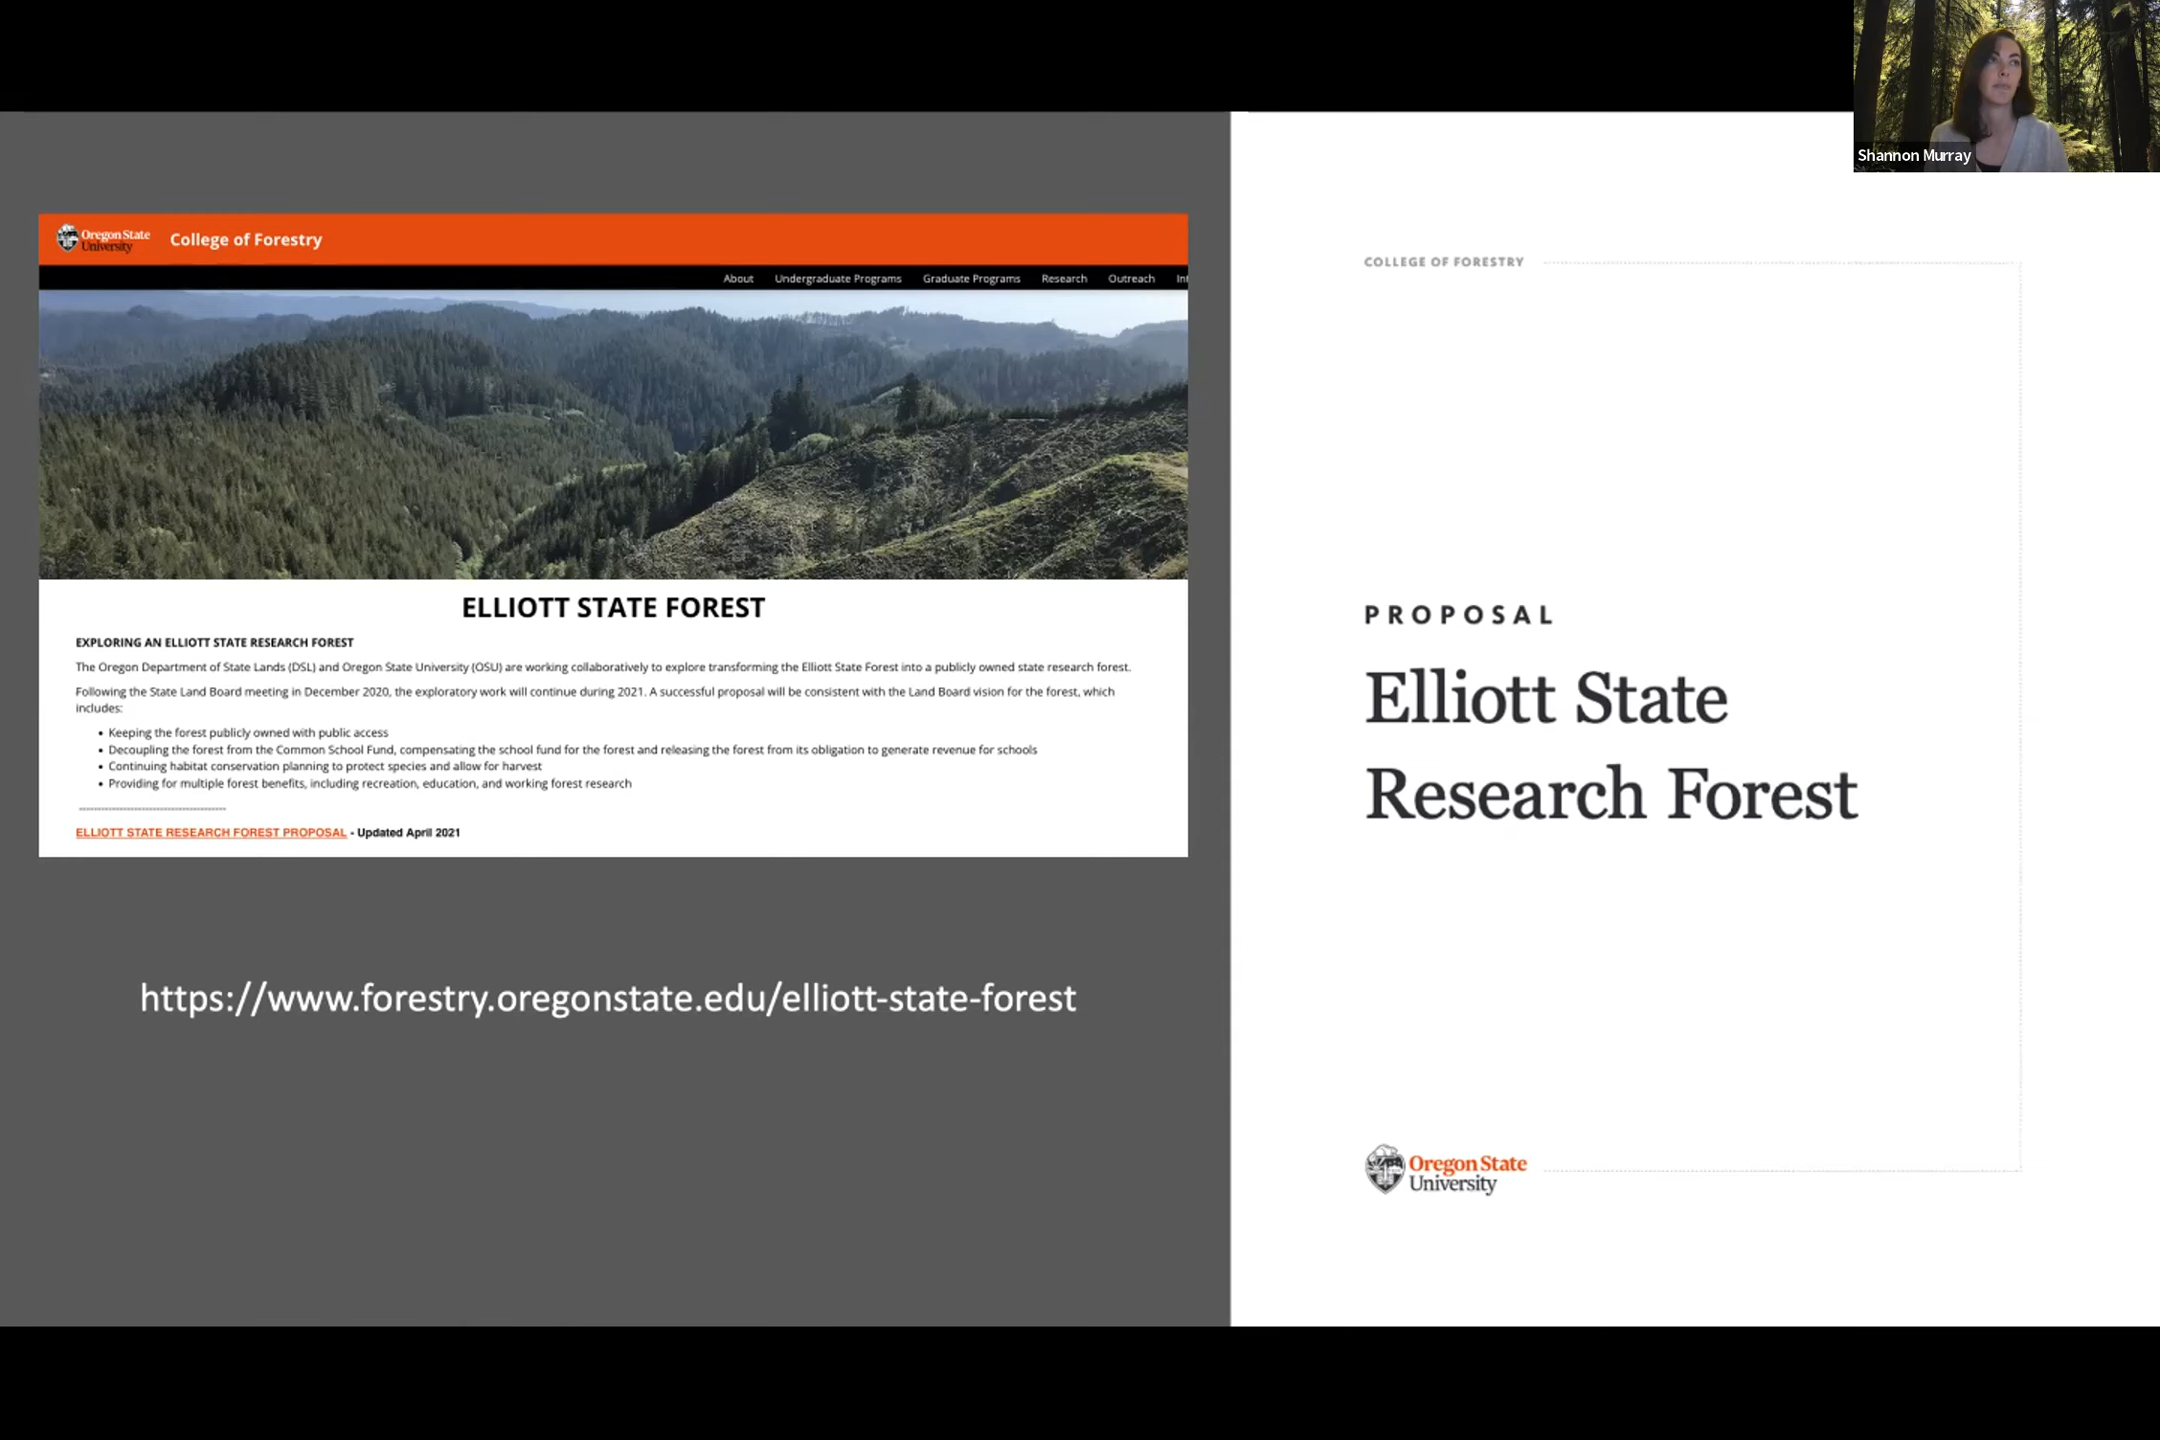 Shannon Murray
Oregon State
University
College of Forestry
About Undergraduate Programs Graduate Programs Research Outreach
ELLIOTT STATE FOREST
EXPLORING AN ELLIOTT STATE RESEARCH FOREST
The Oregon Department of State Lands (DSL) and Oregon State University (OSU) are working collaboratively to explore transforming the Elliott State Forest into a publicly owned state research forest.
Following the State Land Board meeting in December 2020, the exploratory work will continue during 2021. A successful proposal will be consistent with the Land Board vision for the forest, which
includes:
• Keeping the forest publicly owned with public access
• Decoupling the forest from the Common School Fund, compensating the school fund for the forest and releasing the forest from its obligation to generate revenue for schools
• Continuing habitat conservation planning to protect species and allow for harvest
• Providing for multiple forest benefits, including recreation, education, and working forest research
ELLIOTT STATE RESEARCH FOREST PROPOSAL - Updated April 2021
https://www.forestry.oregonstate.edu/elliott-state-forest
COLLEGE OF FORESTRY
PROPOSAL
Elliott State
Research Forest
Oregon State
University